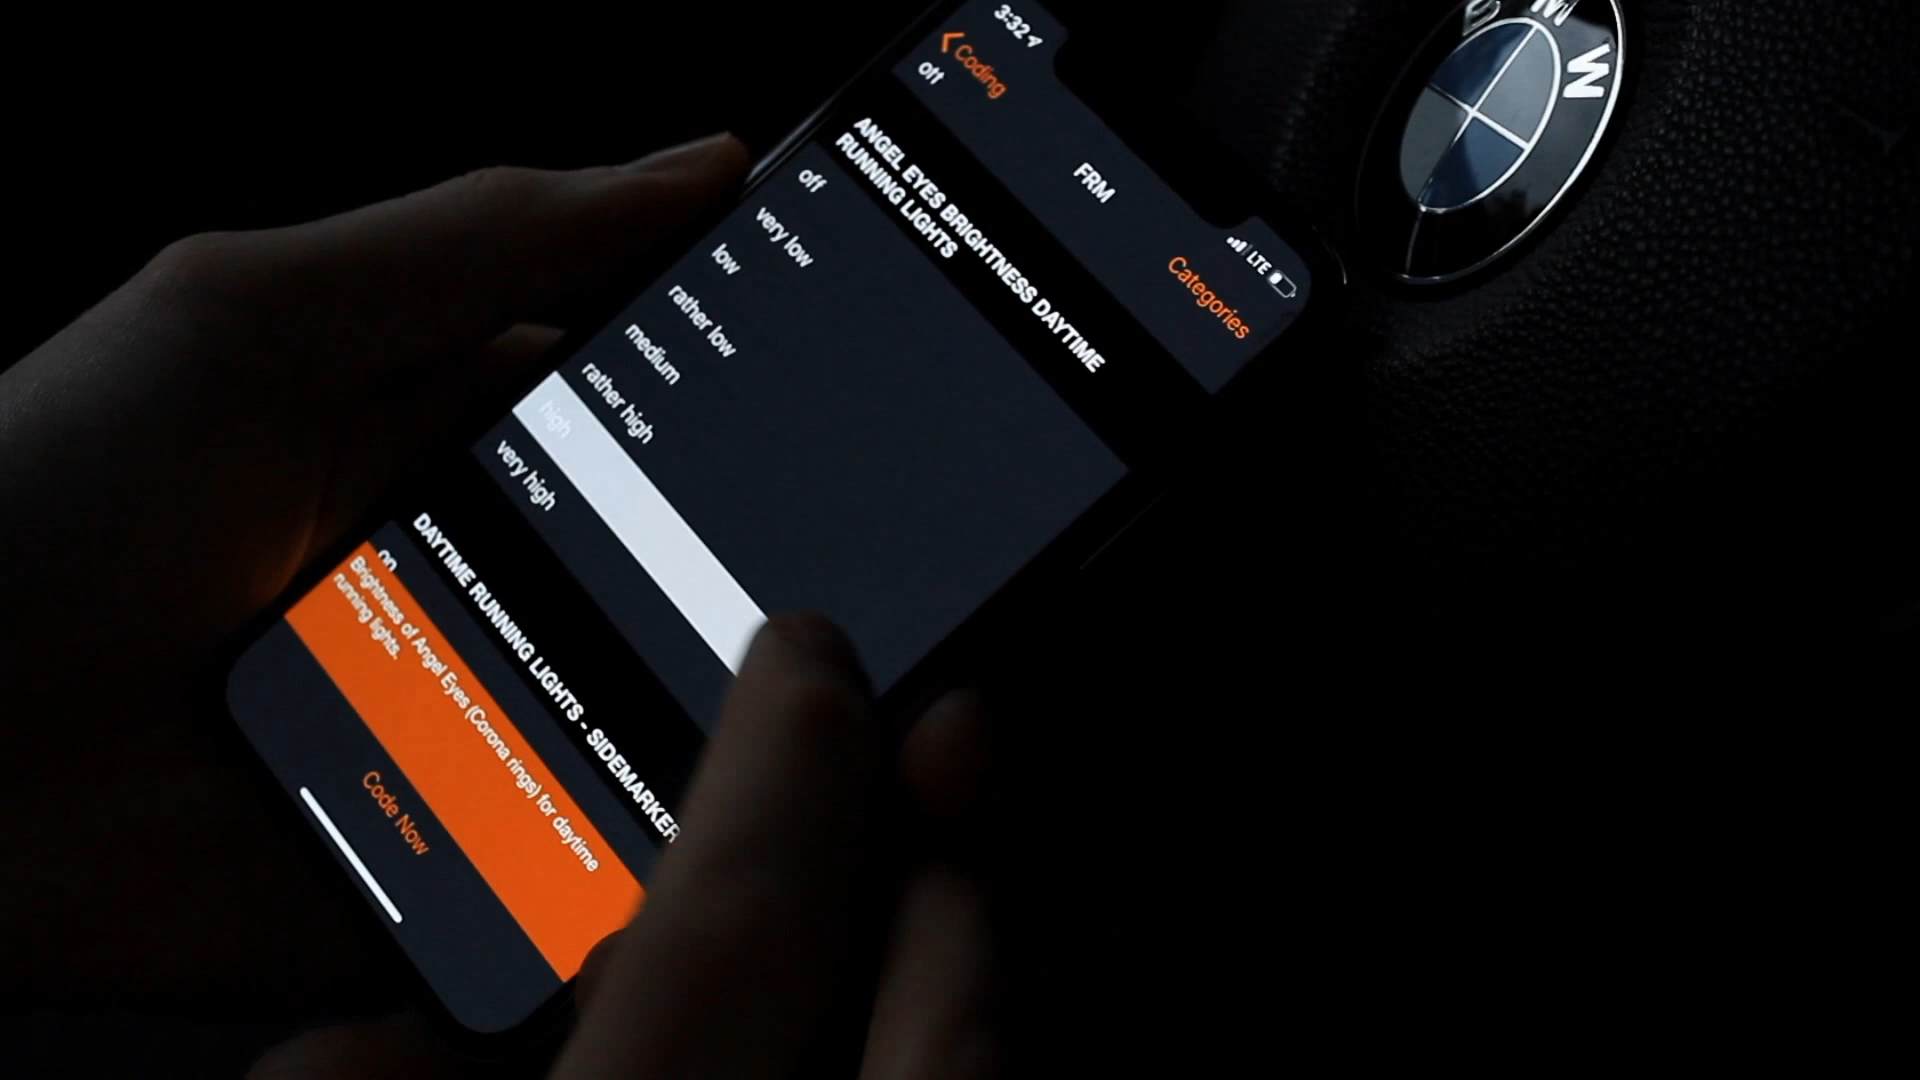 3:32
LTE
Coding
FRM
Categories
off
ANGEL EYES BRIGHTNESS DAYTIME
RUNNING LIGHTS
off
very low
low
rather low
medium
rather high
high
very high
DAYTIME RUNNING LIGHTS - SIDEMARKER
on
Brightness of Angel Eyes (Corona rings) for daytime
running lights.
Code Now
BMW